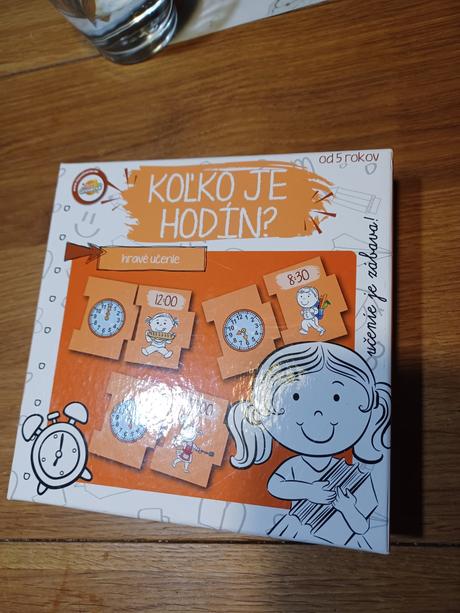 od 5 rokov
KOĽKO JE
HODÍN?
hravé učenie
12:00
8:30
učenie je zábava!